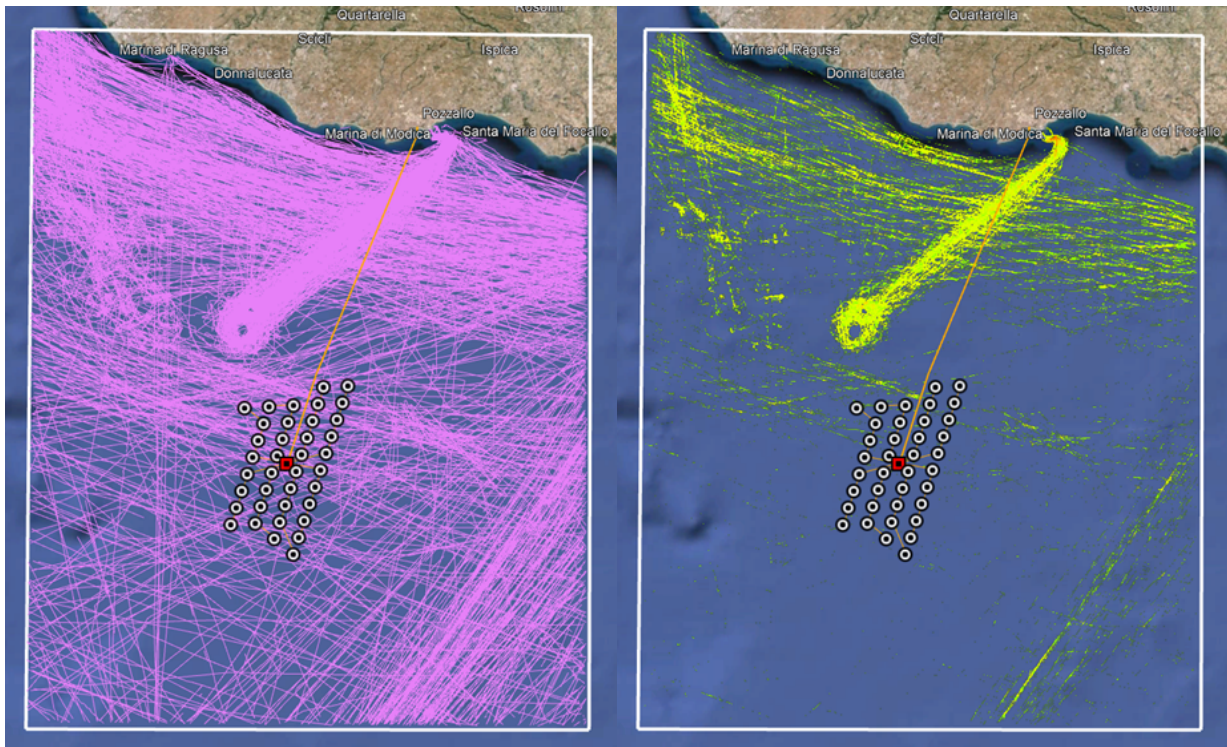 Quartarella
Rosolini
Scicli
Ispica
Marina di Ragusa
Donnalucata
Pozzallo
Marina di Modica
Santa Maria del Focallo
Quartarella
Scicli
Ispica
Marina di Ragusa
Donnalucata
Pozzallo
Marina di Modica
Santa Maria del Focallo